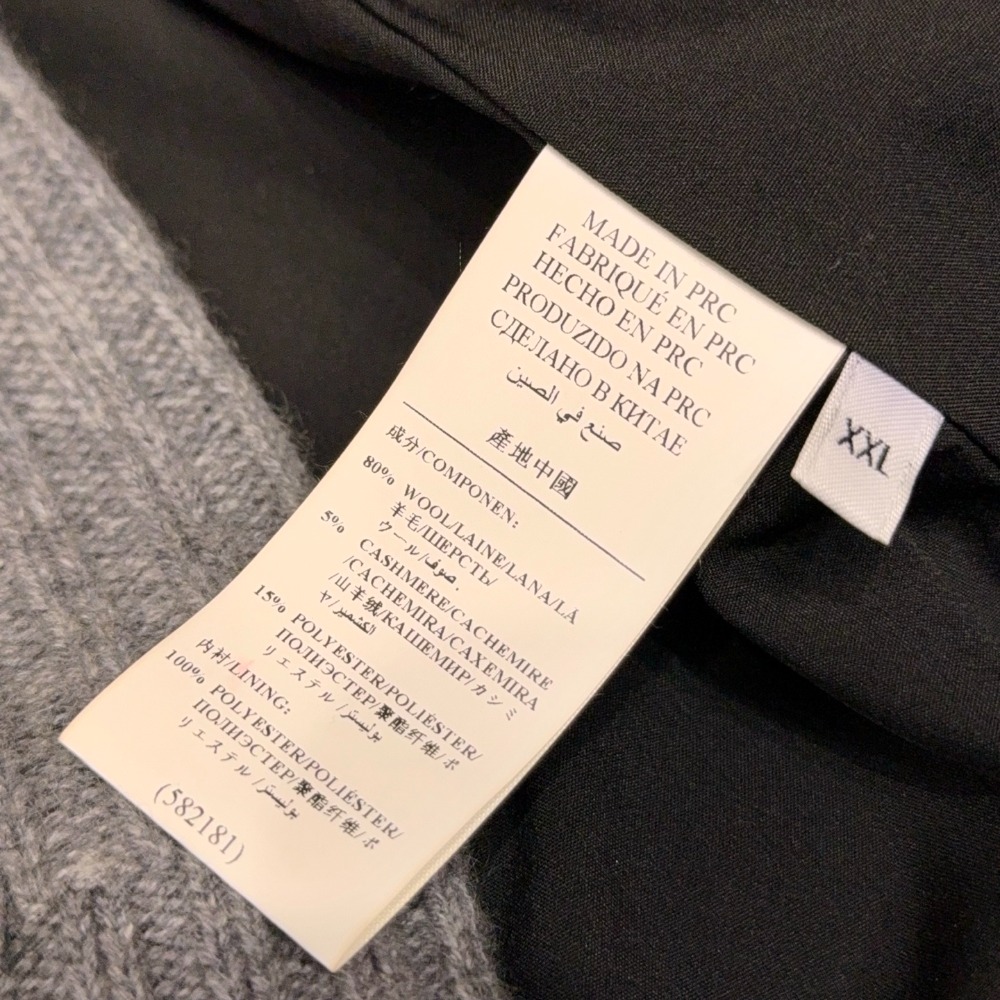 MADE IN PRC
FABRIQUÉ EN PRC
HECHO EN PRC
PRODUZIDO NA PRC
СДЕЛАНО В КИТАЕ
صنع في الصين
產地中國
成分/COMPONEN:
80% WOOL/LAINE/LANA/LÁ
羊毛/ШЕРСТЬ/
ウール/صوف.
5% CASHMERE/CACHEMIRE
/CACHEMIRA/CAXEMIRA
/山羊绒/КАШЕМИР/カシミ
ヤ/الكشمير
15% POLYESTER/POLIÉSTER/
ПОЛИЭСТЕР/聚酯纤维/ポ
リエステル/بوليستر
内衬/LINING:
100% POLYESTER/POLIÉSTER/
ПОЛИЭСТЕР/聚酯纤维/ポ
リエステル/بوليستر
(582181)
XXL